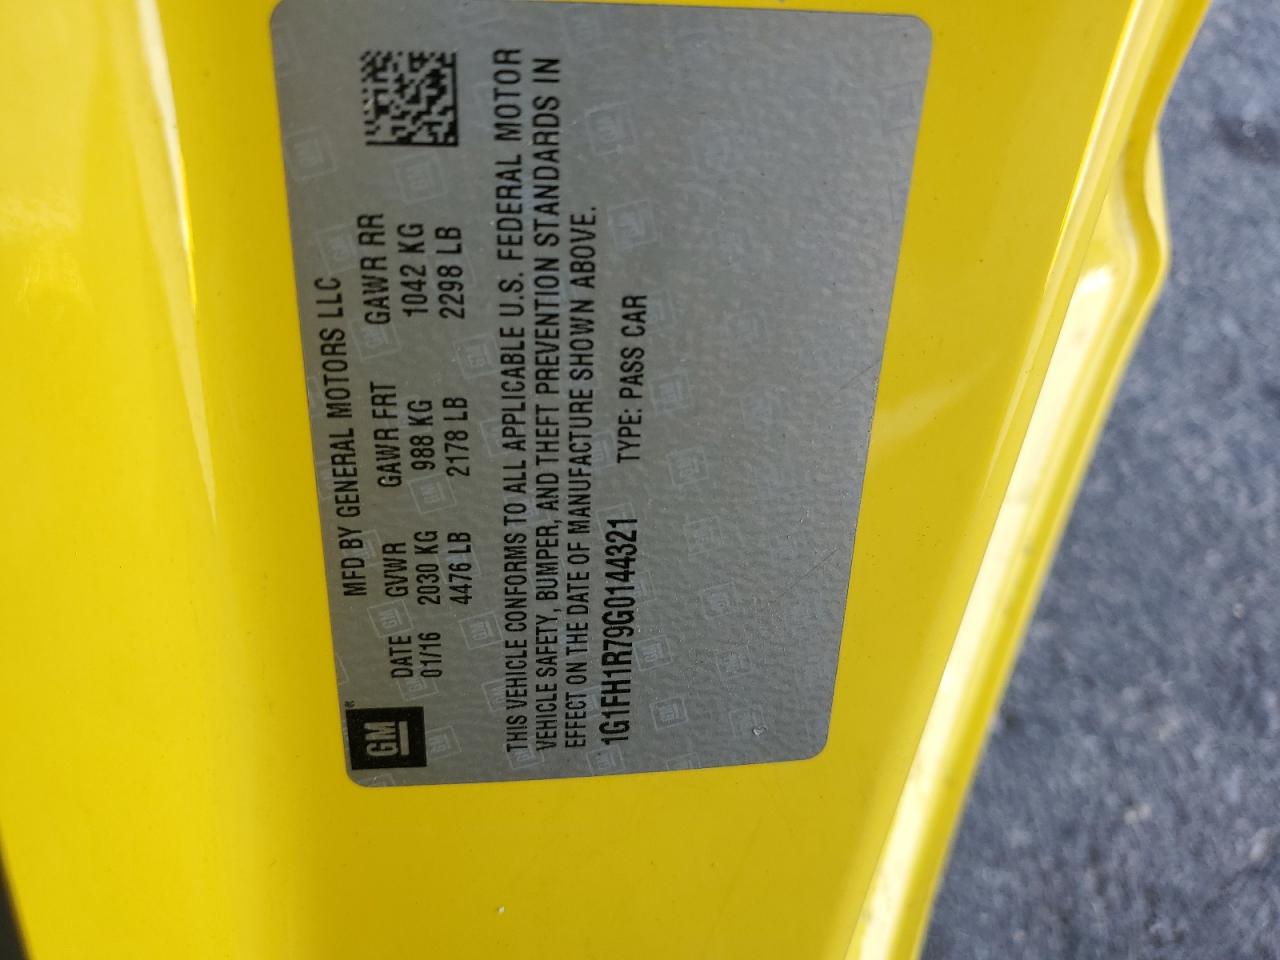 MFD BY GENERAL MOTORS LLC
DATE GVWR GAWR FRT GAWR RR
01/16 2030 KG 988 KG 1042 KG
4476 LB 2178 LB 2298 LB
GM®
THIS VEHICLE CONFORMS TO ALL APPLICABLE U.S. FEDERAL MOTOR
VEHICLE SAFETY, BUMPER, AND THEFT PREVENTION STANDARDS IN
EFFECT ON THE DATE OF MANUFACTURE SHOWN ABOVE.
1G1FH1R79G0144321 TYPE: PASS CAR